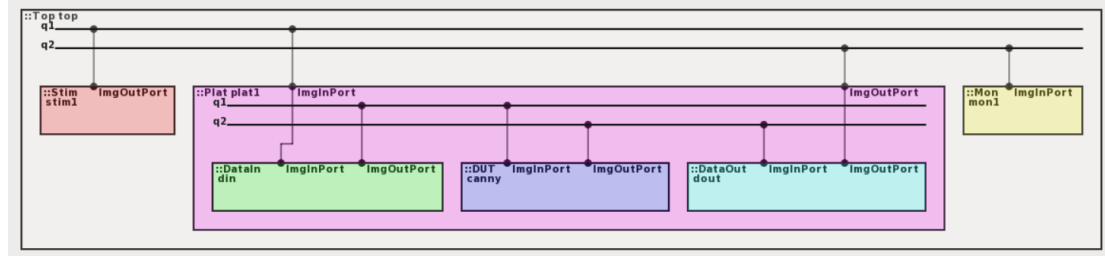 ::Top top
q1
q2
::Stim ImgOutPort
stim1
::Plat plat1 ImgInPort ImgOutPort
q1
q2
::DataIn ImgInPort ImgOutPort
din
::DUT ImgInPort ImgOutPort
canny
::DataOut ImgInPort ImgOutPort
dout
::Mon ImgInPort
mon1